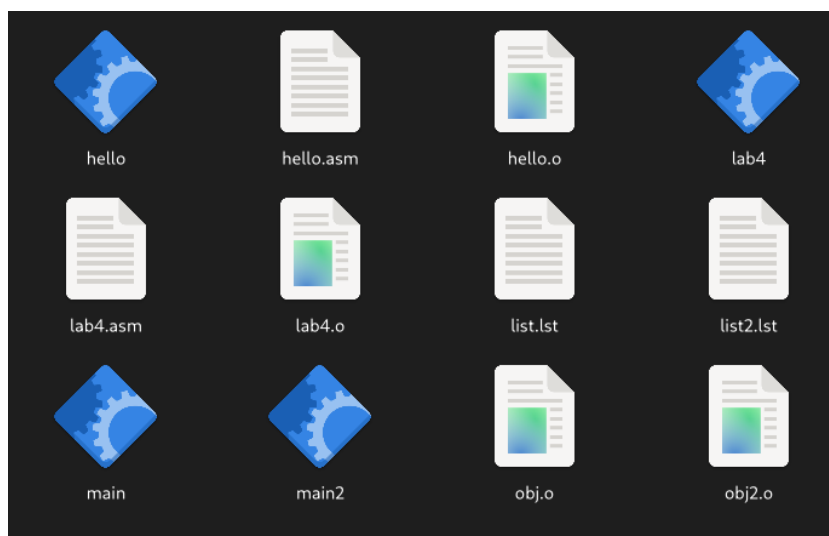 hello
hello.asm
hello.o
lab4
lab4.asm
lab4.o
list.lst
list2.lst
main
main2
obj.o
obj2.o